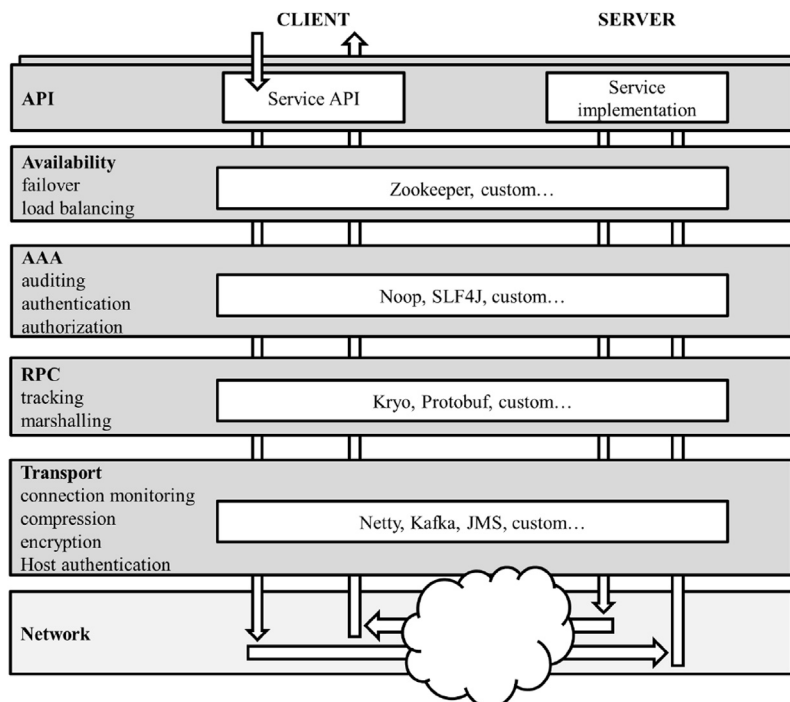 CLIENT
SERVER
API
Service API
Service
implementation
Availability
failover
load balancing
Zookeeper, custom…
AAA
auditing
authentication
authorization
Noop, SLF4J, custom…
RPC
tracking
marshalling
Kryo, Protobuf, custom…
Transport
connection monitoring
compression
encryption
Host authentication
Netty, Kafka, JMS, custom…
Network